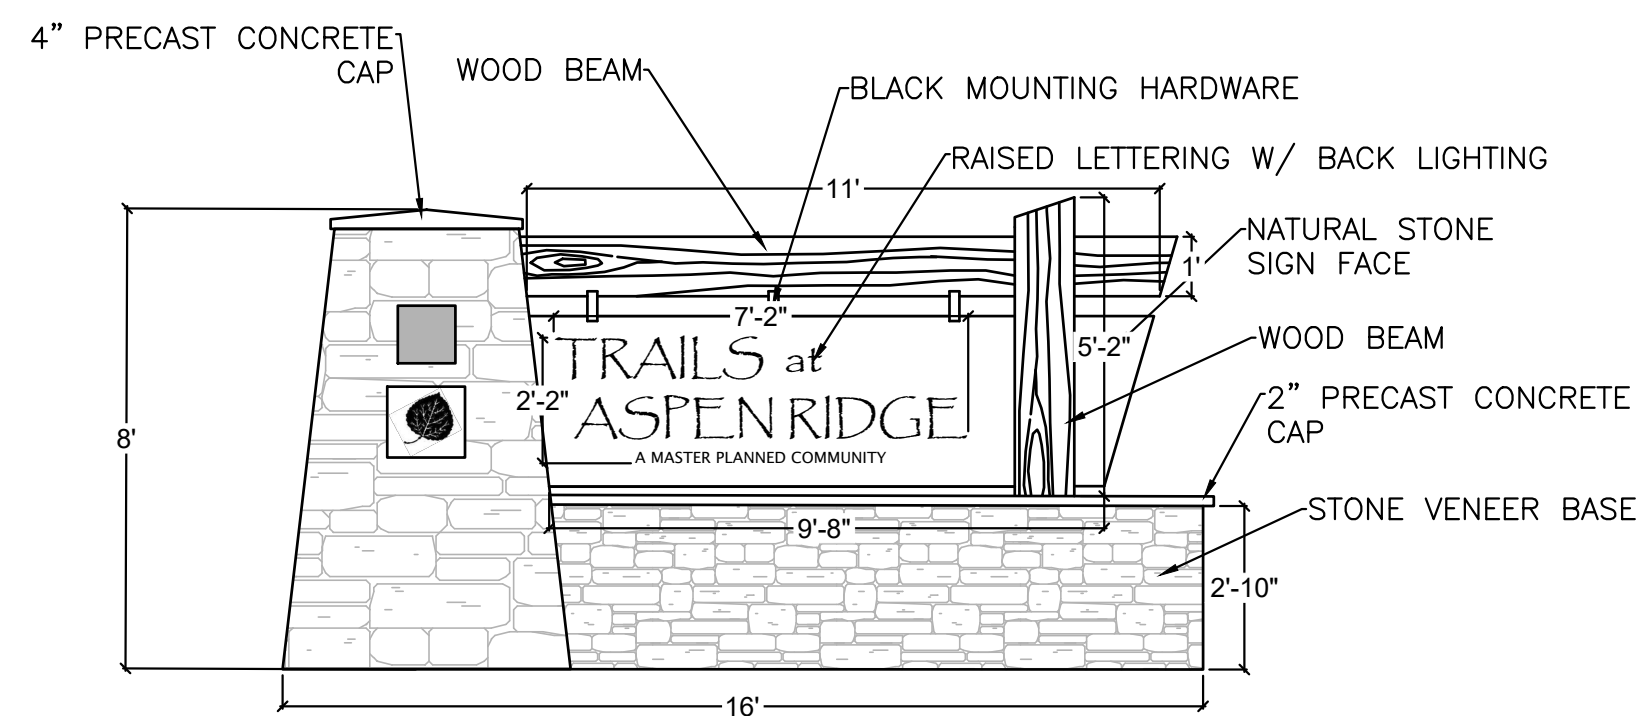 4” PRECAST CONCRETE
CAP
WOOD BEAM
BLACK MOUNTING HARDWARE
RAISED LETTERING W/ BACK LIGHTING
11'
NATURAL STONE
SIGN FACE
1'
7'-2"
5'-2"
WOOD BEAM
TRAILS at
2'-2"
ASPEN RIDGE
A MASTER PLANNED COMMUNITY
2” PRECAST CONCRETE
CAP
8'
9'-8"
STONE VENEER BASE
2'-10"
16'